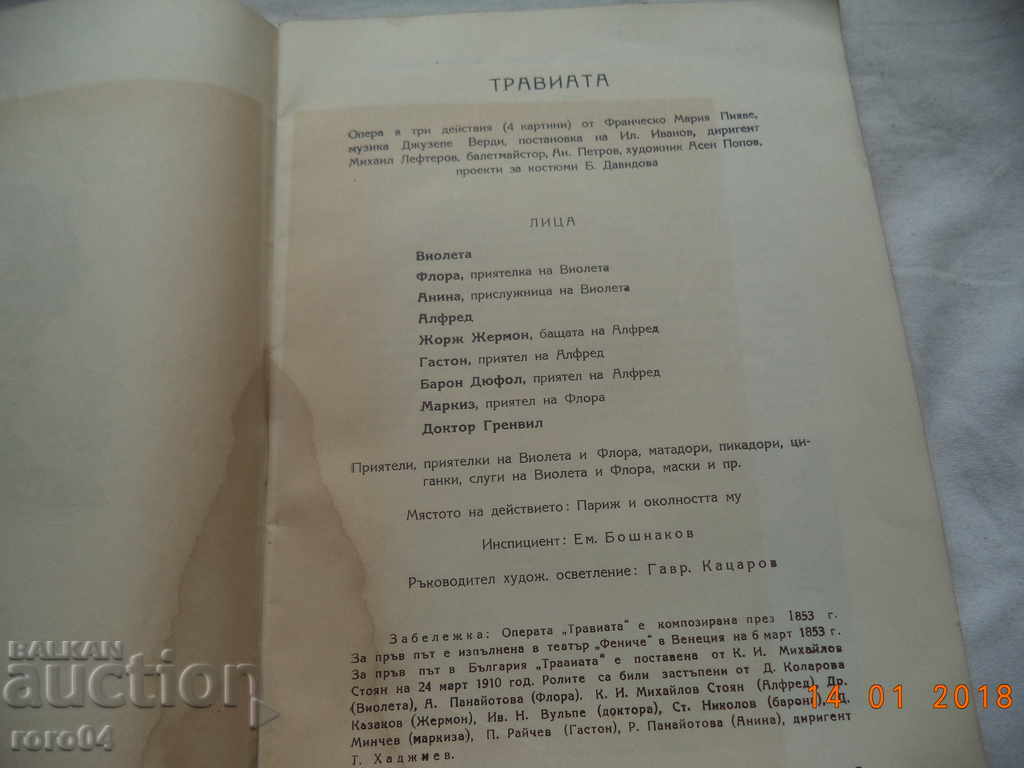 ТРАВИАТА
Опера в три действия (4 картини) от Франческо Мария Пияве,
музика Джузепе Верди, постановка на Ил. Иванов, диригент
Михаил Лефтеров, балетмайстор, Ан. Петров, художник Асен Попов,
проекти за костюми Б. Давидова
ЛИЦА
Виолета
Флора, приятелка на Виолета
Анина, прислужница на Виолета
Алфред
Жорж Жермон, бащата на Алфред
Гастон, приятел на Алфред
Барон Дюфол, приятел на Алфред
Маркиз, приятел на Флора
Доктор Гренвил
Приятели, приятелки на Виолета и Флора, матадори, пикадори, ци-
ганки, слуги на Виолета и Флора, маски и пр.
Мястото на действието: Париж и околността му
Инспициент: Ем. Бошнаков
Ръководител худож. осветление: Гавр. Кацаров
Забележка: Операта „Травиата" е композирана през 1853 г.
За пръв път е изпълнена в театър „Фениче" в Венеция на 6 март 1853 г.
За пръв път в България „Травиата" е поставена от К. И. Михайлов
Стоян на 24 март 1910 год. Ролите са били застъпени от Д. Коларова
(Виолета), А. Панайотова (Флора). К. И. Михайлов Стоян (Алфред), Др.
Казаков (Жермон), Ив. Н. Вулпе (доктора), Ст. Николов (барон), Д.
Минчев (маркиза), П. Райчев (Гастон), Р. Панайотова (Анина), диригент
Т. Хаджиев.
BALKAN
auction
roro04
14 01 2018